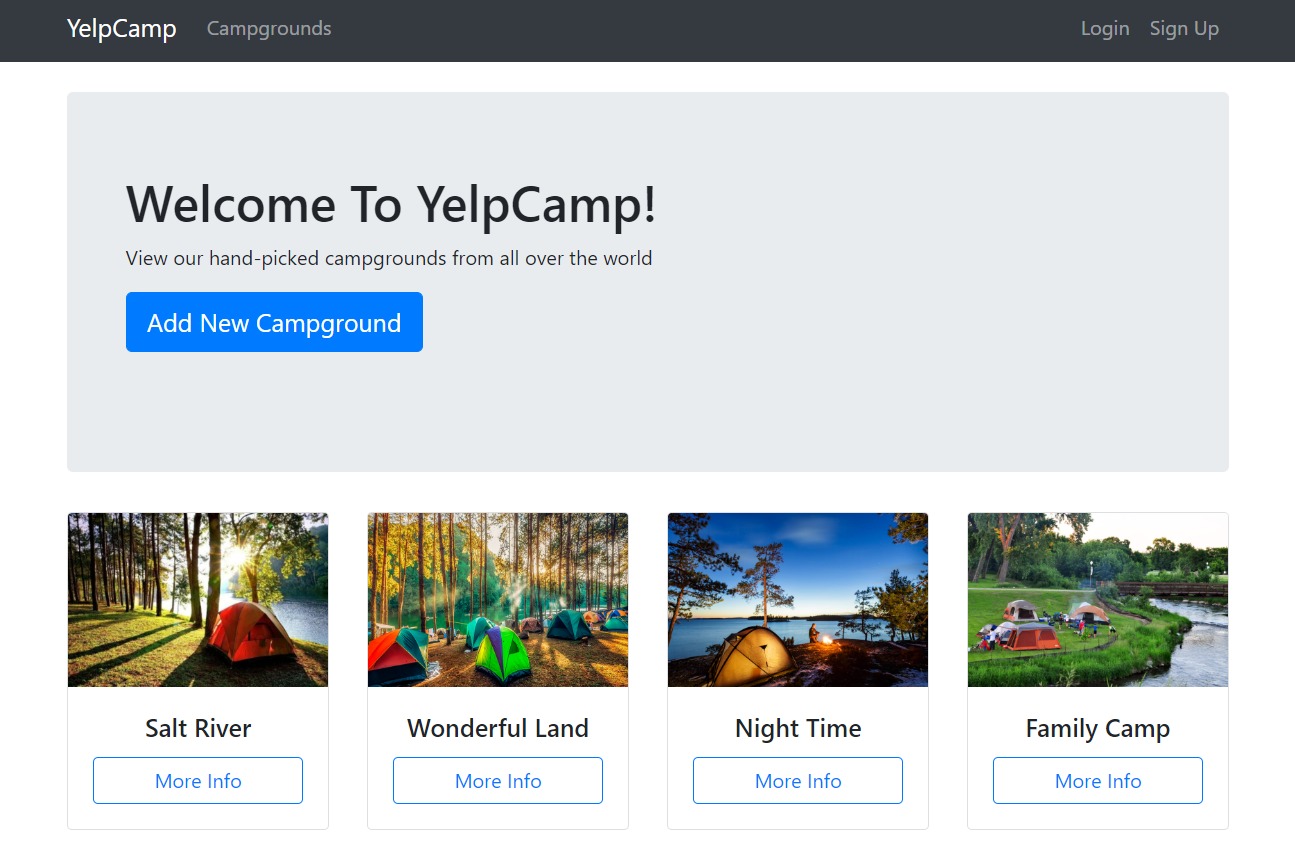 YelpCamp Campgrounds Login Sign Up
Welcome To YelpCamp!
View our hand-picked campgrounds from all over the world
Add New Campground
Salt River
More Info
Wonderful Land
More Info
Night Time
More Info
Family Camp
More Info